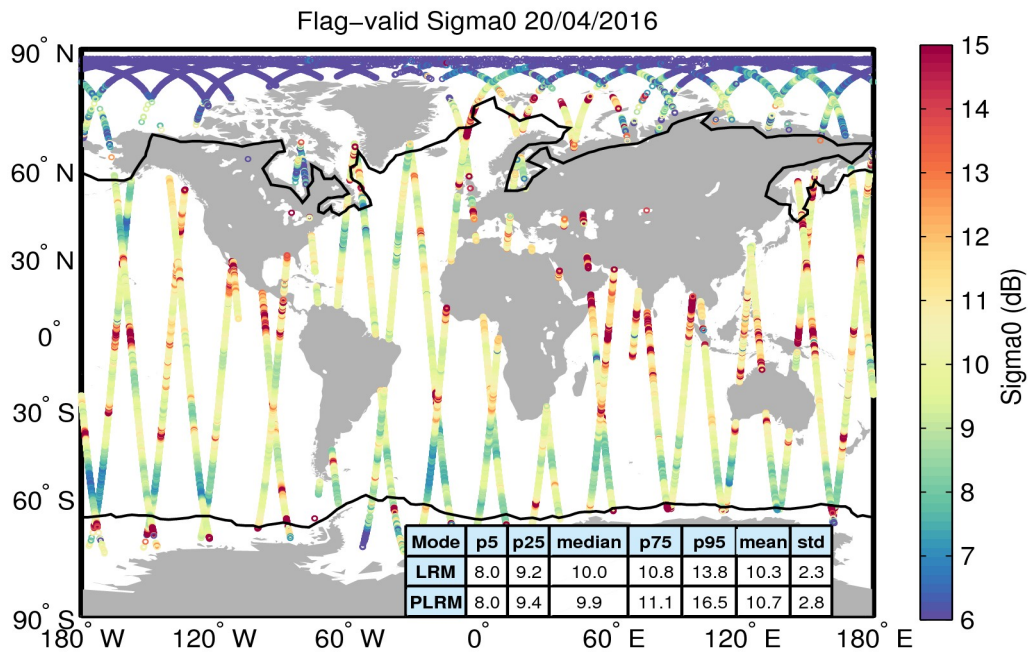 Flag−valid Sigma0 20/04/2016
90° N
60° N
30° N
0°
30° S
60° S
90° S
180° W
120° W
60° W
0°
60° E
120° E
180° E
Mode p5 p25 median p75 p95 mean std
LRM 8.0 9.2 10.0 10.8 13.8 10.3 2.3
PLRM 8.0 9.4 9.9 11.1 16.5 10.7 2.8
15
14
13
12
11
10
9
8
7
6
Sigma0 (dB)